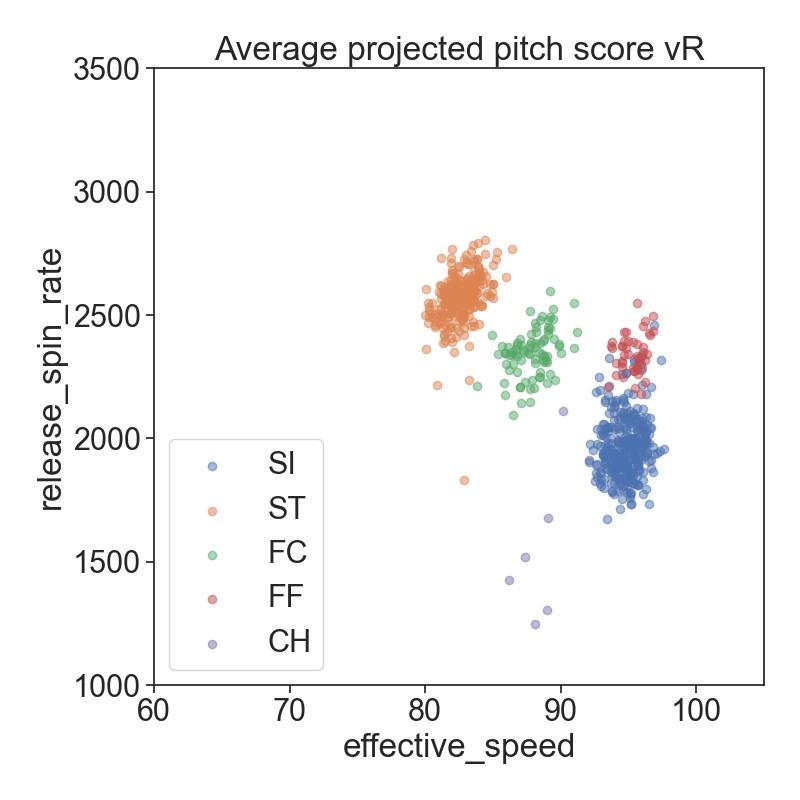 Average projected pitch score vR
3500
3000
2500
2000
1500
1000
release_spin_rate
SI
ST
FC
FF
CH
60
70
80
90
100
effective_speed